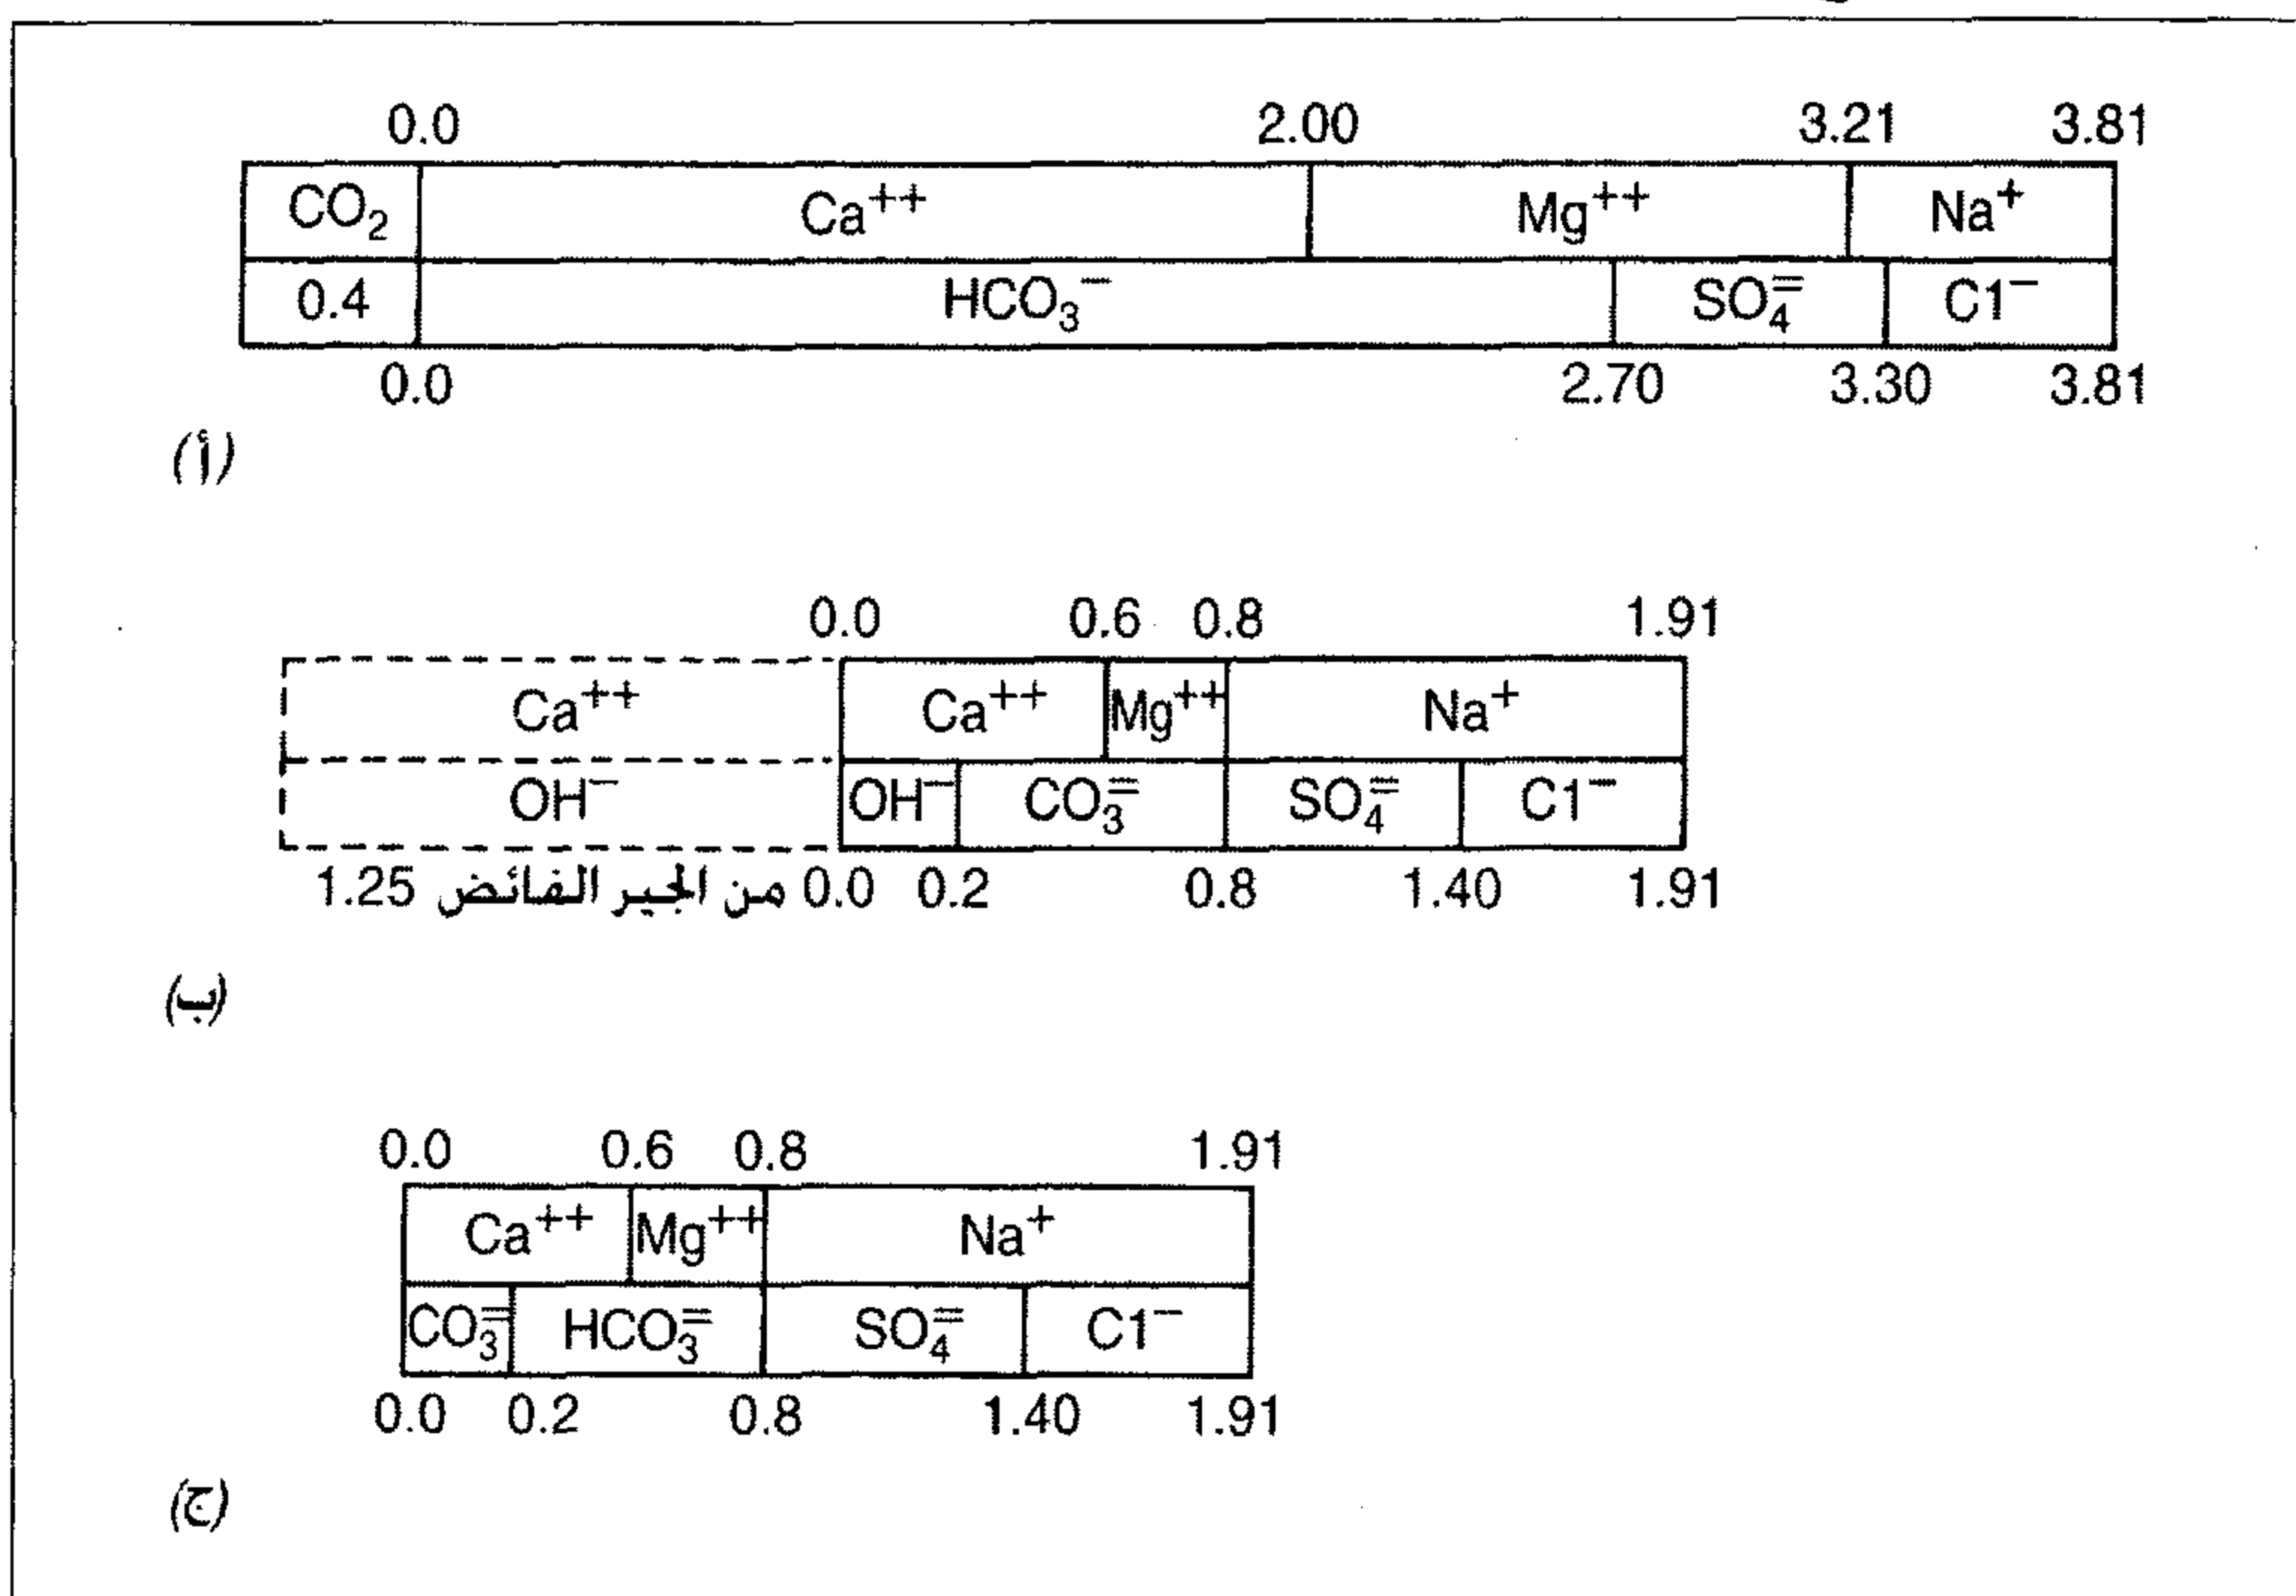 0.0 2.00 3.21 3.81
CO₂ Ca⁺⁺ Mg⁺⁺ Na⁺
0.4 HCO₃⁻ SO₄⁼ C1⁻
0.0 2.70 3.30 3.81
(أ)
0.0 0.6 0.8 1.91
Ca⁺⁺ Ca⁺⁺ Mg⁺⁺ Na⁺
OH⁻ OH⁻ CO₃⁼ SO₄⁼ C1⁻
1.25 من الجير الفائض 0.0 0.2 0.8 1.40 1.91
(ب)
0.0 0.6 0.8 1.91
Ca⁺⁺ Mg⁺⁺ Na⁺
CO₃⁼ HCO₃⁼ SO₄⁼ C1⁻
0.0 0.2 0.8 1.40 1.91
(ج)